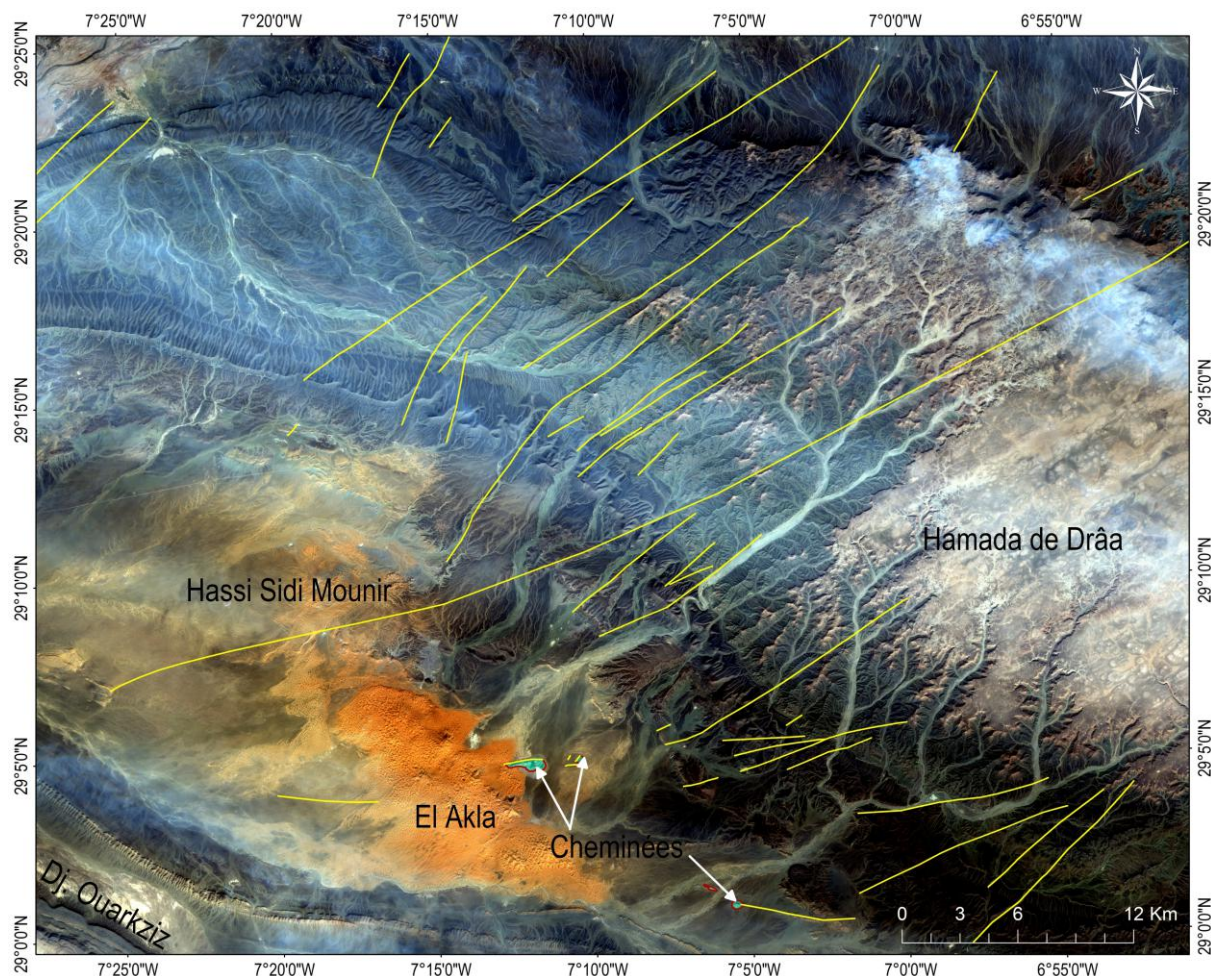 7°25'0"W 7°20'0"W 7°15'0"W 7°10'0"W 7°5'0"W 7°0'0"W 6°55'0"W
29°25'0"N
N
W E
S
29°20'0"N 29°20'0"N
29°15'0"N 29°15'0"N
Hamada de Drâa
29°10'0"N 29°10'0"N
Hassi Sidi Mounir
29°5'0"N 29°5'0"N
El Akla
Cheminées
Dj. Ouarkziz
0 3 6 12 Km
29°0'0"N 29°0'0"N
7°25'0"W 7°20'0"W 7°15'0"W 7°10'0"W 7°5'0"W 7°0'0"W 6°55'0"W